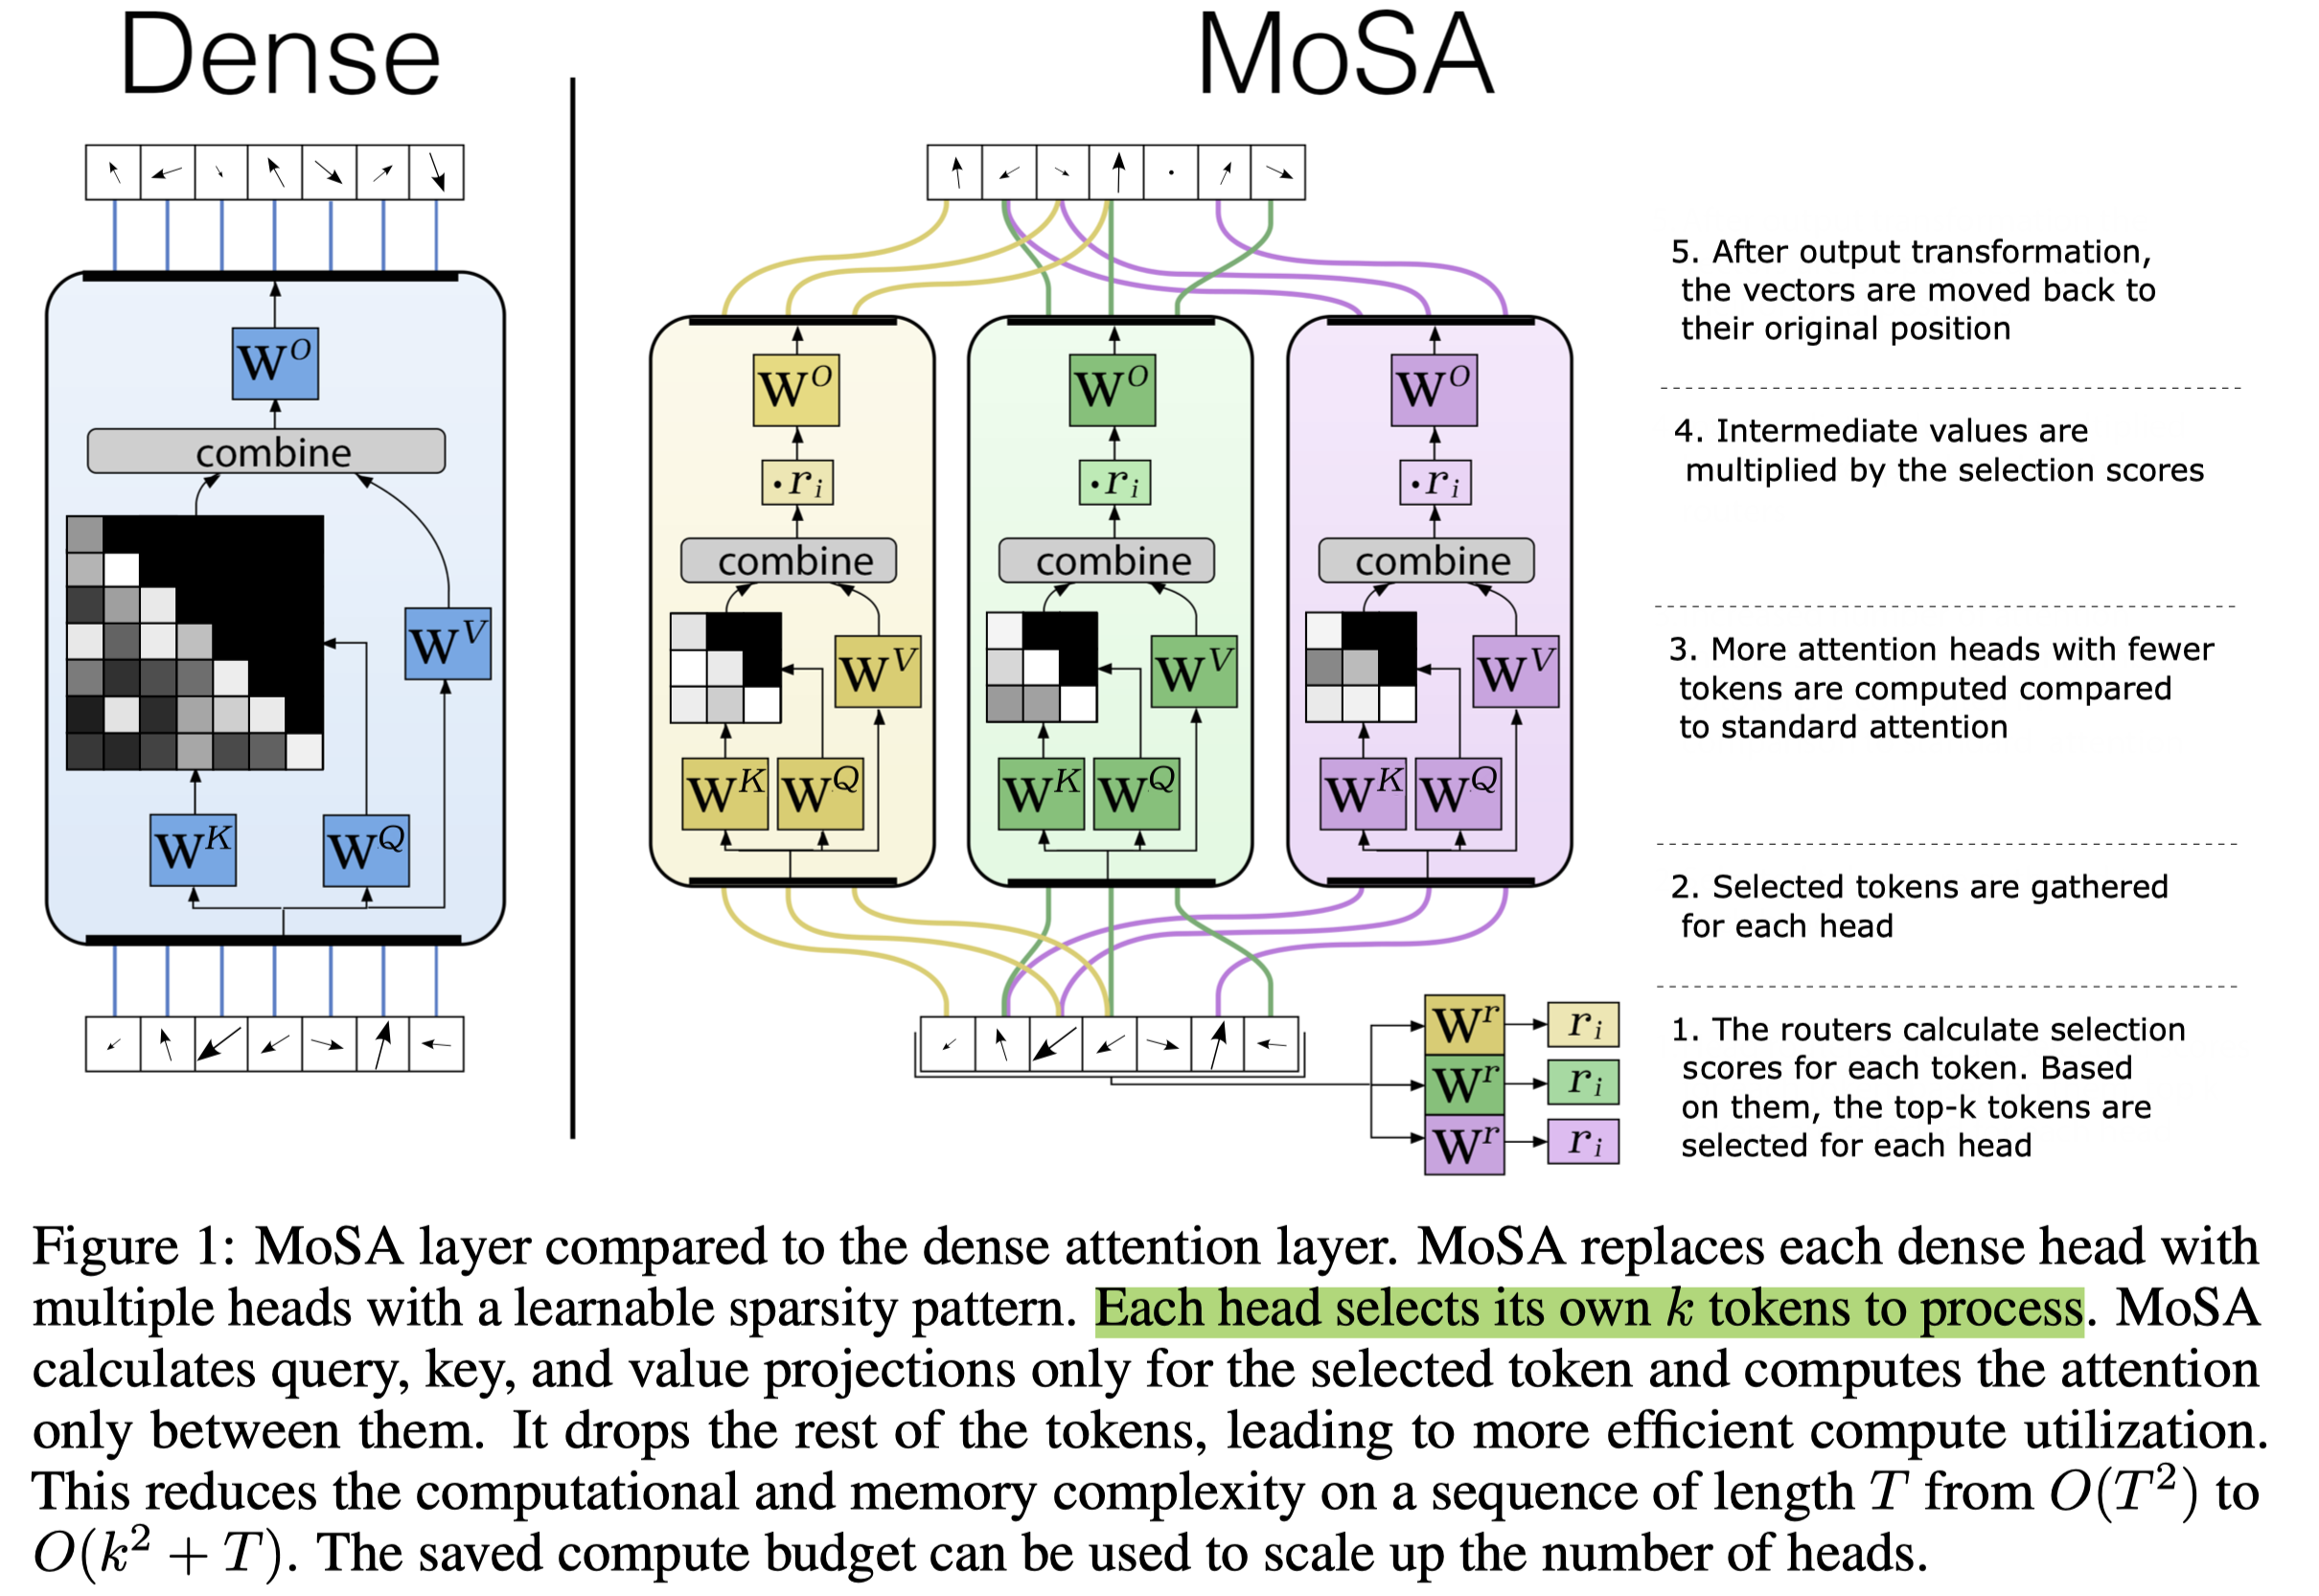 Dense
MoSA
W^O
combine
W^V
W^K
W^Q
W^O
W^O
W^O
· r_i
· r_i
· r_i
combine
combine
combine
W^V
W^V
W^V
W^K
W^Q
W^K
W^Q
W^K
W^Q
W^r
r_i
W^r
r_i
W^r
r_i
5. After output transformation,
the vectors are moved back to
their original position
4. Intermediate values are
multiplied by the selection scores
3. More attention heads with fewer
tokens are computed compared
to standard attention
2. Selected tokens are gathered
for each head
1. The routers calculate selection
scores for each token. Based
on them, the top-k tokens are
selected for each head
Figure 1: MoSA layer compared to the dense attention layer. MoSA replaces each dense head with
multiple heads with a learnable sparsity pattern. Each head selects its own k tokens to process. MoSA
calculates query, key, and value projections only for the selected token and computes the attention
only between them. It drops the rest of the tokens, leading to more efficient compute utilization.
This reduces the computational and memory complexity on a sequence of length T from O(T²) to
O(k² + T). The saved compute budget can be used to scale up the number of heads.